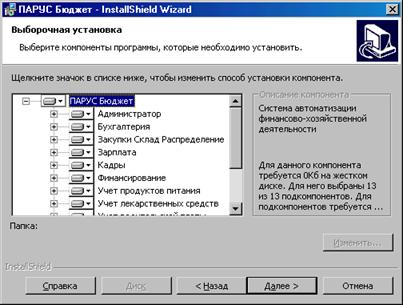 ПАРУС Бюджет - InstallShield Wizard
Выборочная установка
Выберите компоненты программы, которые необходимо установить.
Щелкните значок в списке ниже, чтобы изменить способ установки компонента.
ПАРУС Бюджет
Администратор
Бухгалтерия
Закупки Склад Распределение
Зарплата
Кадры
Финансирование
Учет продуктов питания
Учет лекарственных средств
Описание компонента
Система автоматизации
финансово-хозяйственной
деятельности
Для данного компонента
требуется 0Кб на жестком
диске. Для него выбраны 13
из 13 подкомпонентов. Для
подкомпонентов требуется ...
Папка:
Изменить...
InstallShield
Справка
Диск
< Назад
Далее >
Отмена